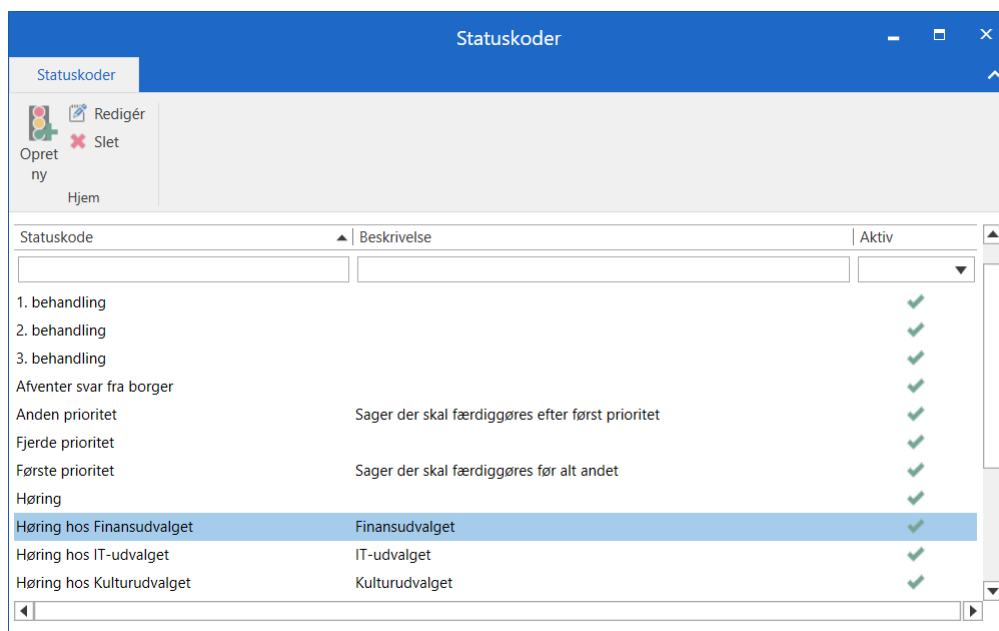 Statuskoder
Statuskoder
Redigér
Slet
Opret
ny
Hjem
Statuskode Beskrivelse Aktiv
1. behandling
2. behandling
3. behandling
Afventer svar fra borger
Anden prioritet Sager der skal færdiggøres efter først prioritet
Fjerde prioritet
Første prioritet Sager der skal færdiggøres før alt andet
Høring
Høring hos Finansudvalget Finansudvalget
Høring hos IT-udvalget IT-udvalget
Høring hos Kulturudvalget Kulturudvalget